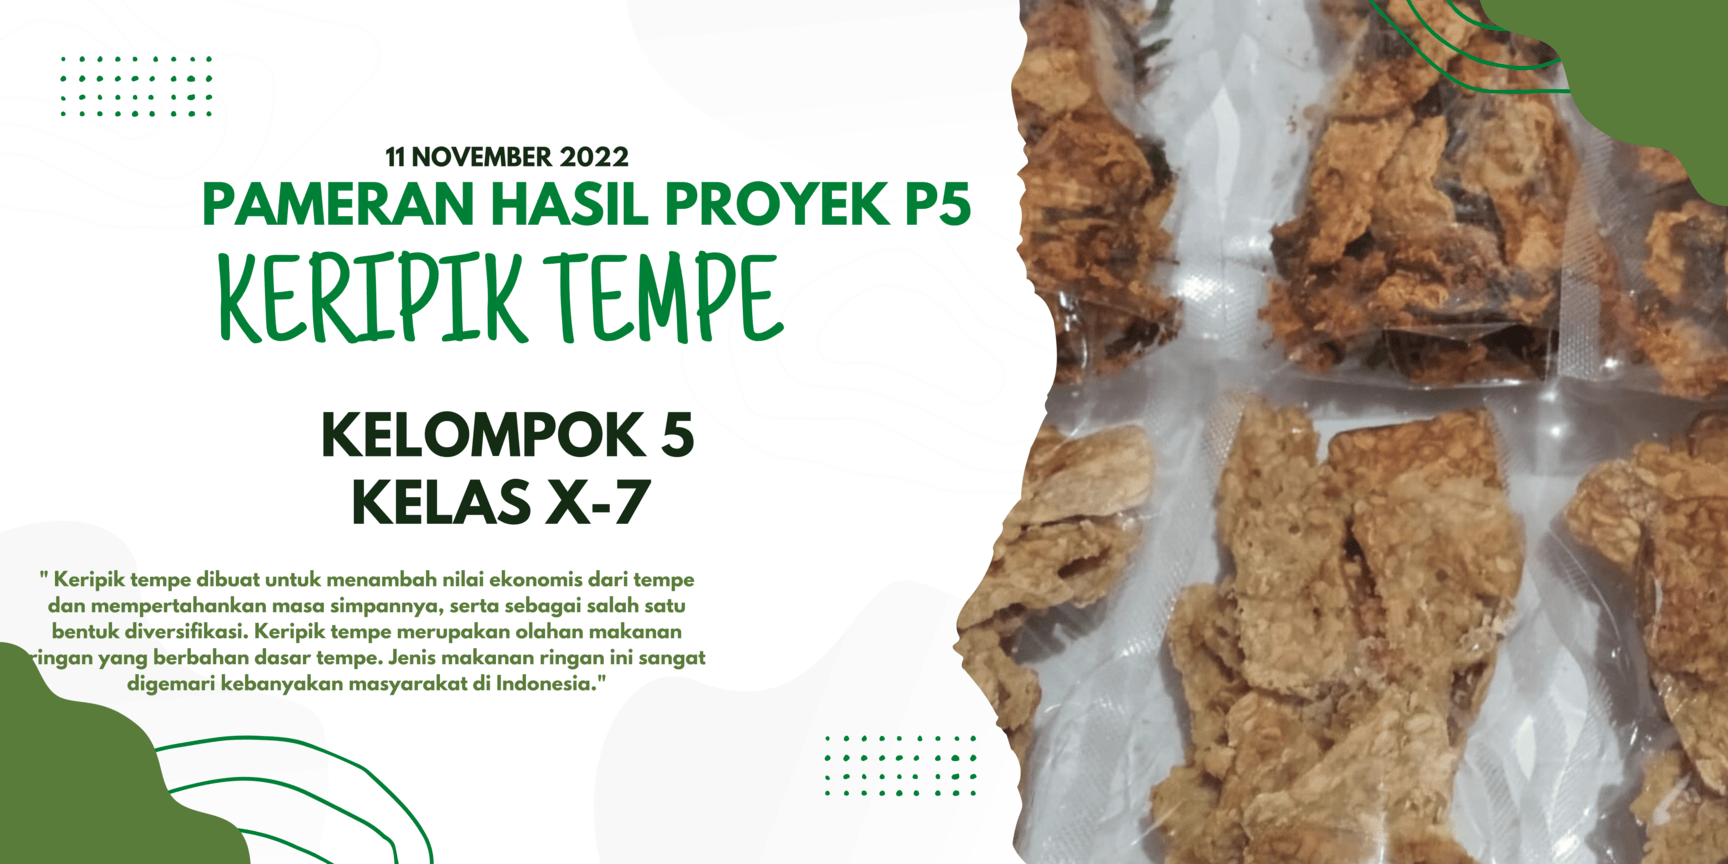 11 NOVEMBER 2022
PAMERAN HASIL PROYEK P5
KERIPIK TEMPE
KELOMPOK 5
KELAS X-7
" Keripik tempe dibuat untuk menambah nilai ekonomis dari tempe
dan mempertahankan masa simpannya, serta sebagai salah satu
bentuk diversifikasi. Keripik tempe merupakan olahan makanan
ringan yang berbahan dasar tempe. Jenis makanan ringan ini sangat
digemari kebanyakan masyarakat di Indonesia."